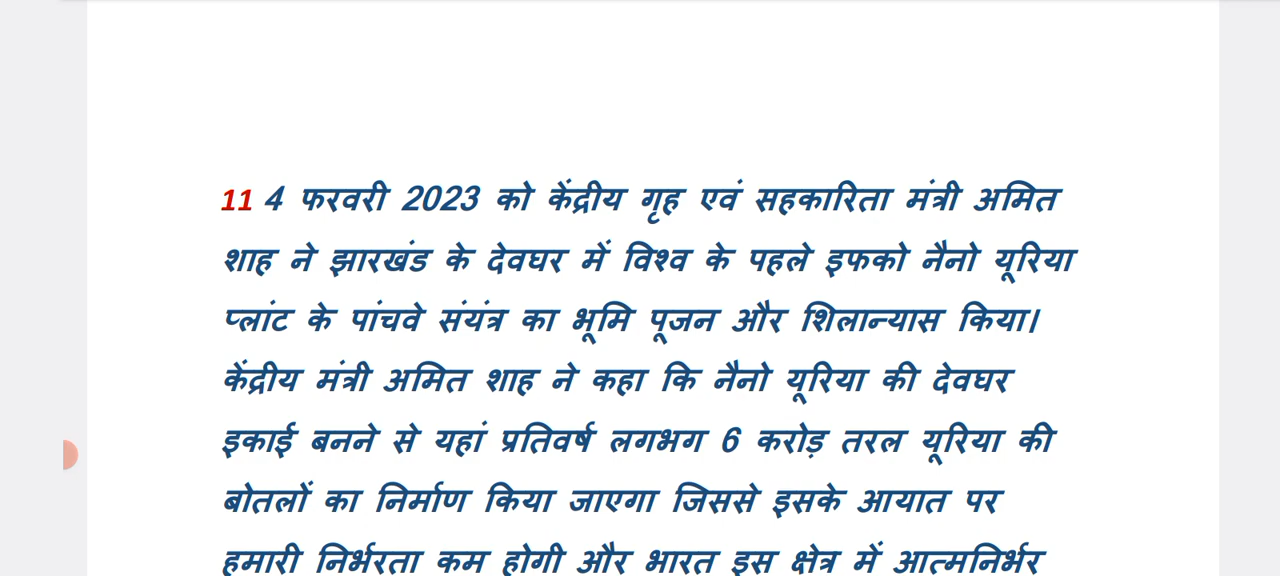 11 4 फरवरी 2023 को केंद्रीय गृह एवं सहकारिता मंत्री अमित
शाह ने झारखंड के देवघर में विश्व के पहले इफको नैनो यूरिया
प्लांट के पांचवे संयंत्र का भूमि पूजन और शिलान्यास किया।
केंद्रीय मंत्री अमित शाह ने कहा कि नैनो यूरिया की देवघर
इकाई बनने से यहां प्रतिवर्ष लगभग 6 करोड़ तरल यूरिया की
बोतलों का निर्माण किया जाएगा जिससे इसके आयात पर
हमारी निर्भरता कम होगी और भारत इस क्षेत्र में आत्मनिर्भर